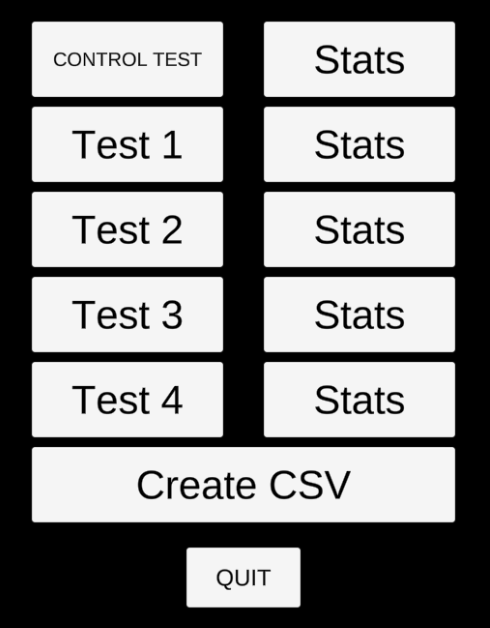 CONTROL TEST Stats
Test 1 Stats
Test 2 Stats
Test 3 Stats
Test 4 Stats
Create CSV
QUIT